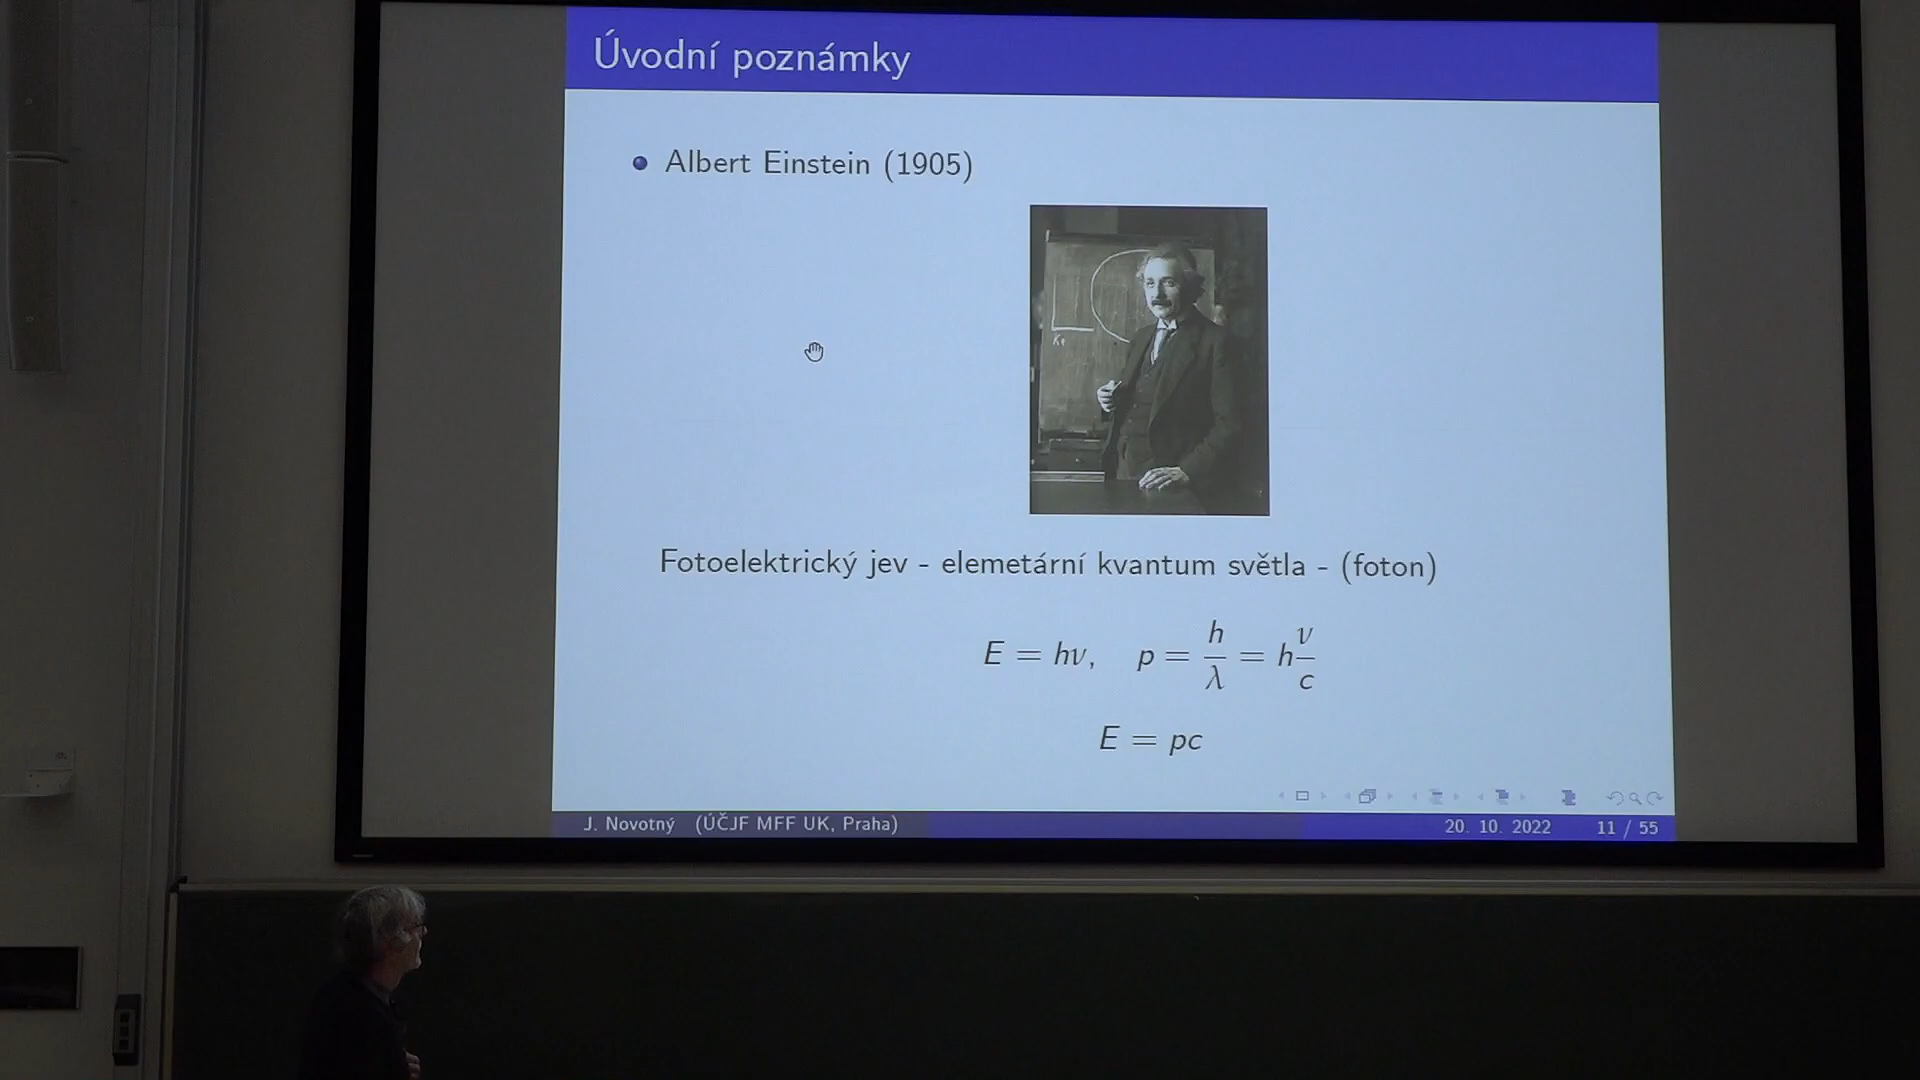 Úvodní poznámky
Albert Einstein (1905)
Fotoelektrický jev - elemetární kvantum světla - (foton)
E = hν, p = h/λ = h ν/c
E = pc
J. Novotný (ÚČJF MFF UK, Praha) 20. 10. 2022 11 / 55